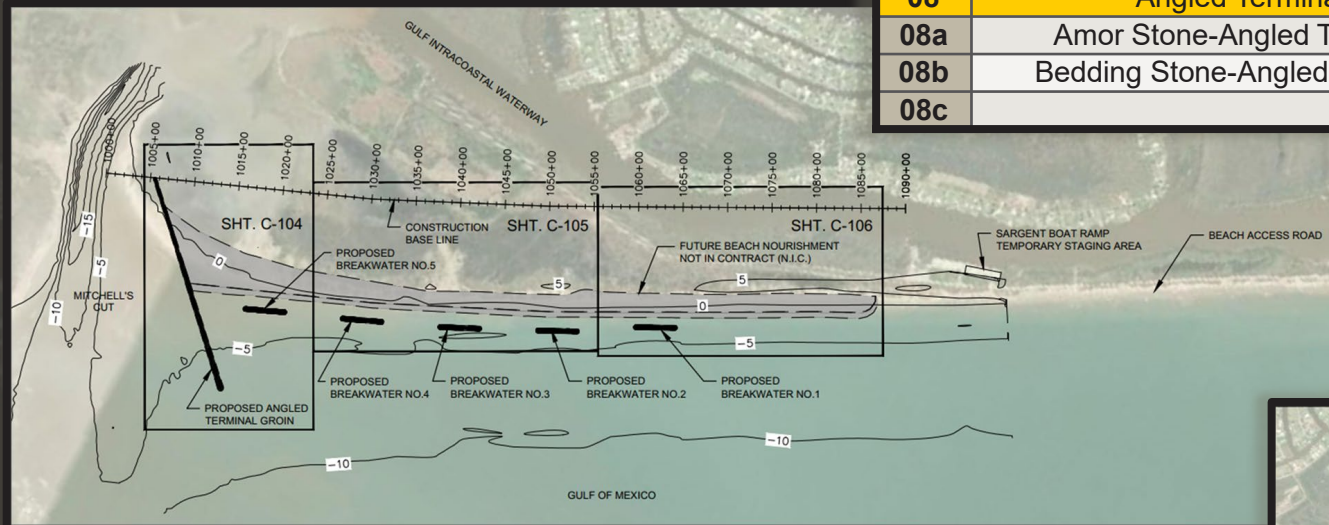 08
Angled Termina
08a
Amor Stone-Angled T
08b
Bedding Stone-Angled
08c
GULF INTRACOASTAL WATERWAY
1000+00
1005+00
1010+00
1015+00
1020+00
1025+00
1030+00
1035+00
1040+00
1045+00
1050+00
1055+00
1060+00
1065+00
1070+00
1075+00
1080+00
1085+00
1090+00
SHT. C-104
CONSTRUCTION
BASE LINE
SHT. C-105
SHT. C-106
FUTURE BEACH NOURISHMENT
NOT IN CONTRACT (N.I.C.)
SARGENT BOAT RAMP
TEMPORARY STAGING AREA
BEACH ACCESS ROAD
PROPOSED
BREAKWATER NO.5
-15
-5
-10
0
5
5
0
MITCHELL'S
CUT
-5
-5
PROPOSED
BREAKWATER NO.4
PROPOSED
BREAKWATER NO.3
PROPOSED
BREAKWATER NO.2
PROPOSED
BREAKWATER NO.1
PROPOSED ANGLED
TERMINAL GROIN
-10
-10
GULF OF MEXICO